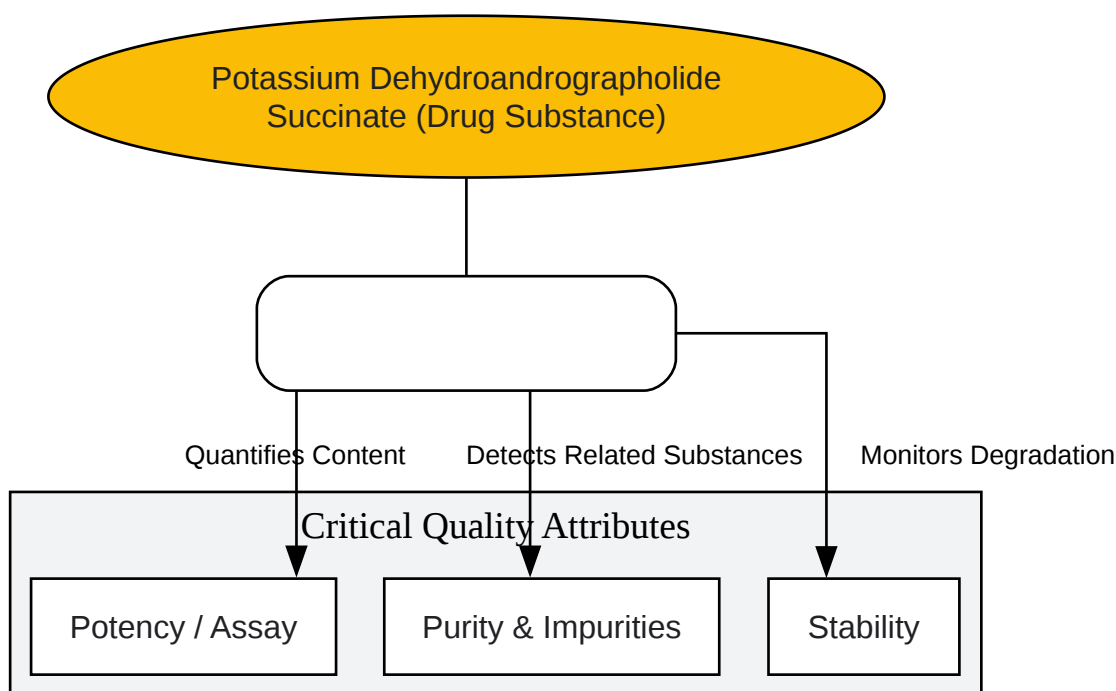 Potassium Dehydroandrographolide
Succinate (Drug Substance)
Quantifies Content
Detects Related Substances
Monitors Degradation
Critical Quality Attributes
Potency / Assay
Purity & Impurities
Stability